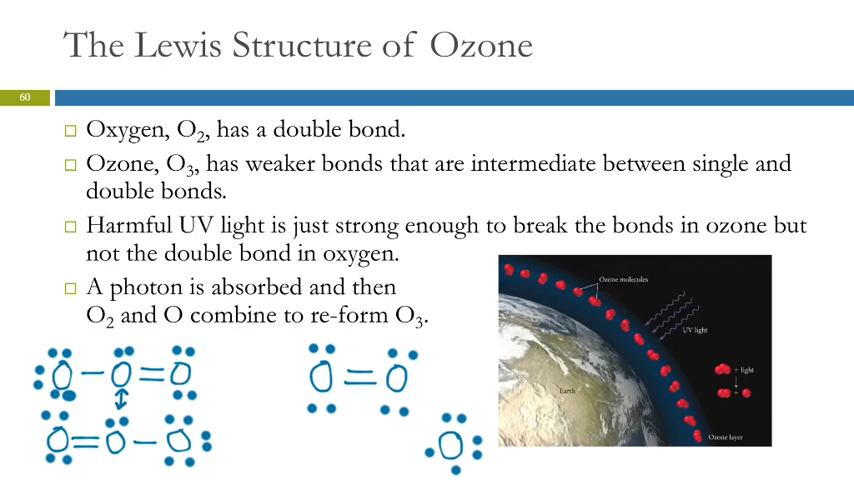 The Lewis Structure of Ozone
60
Oxygen, O₂, has a double bond.
Ozone, O₃, has weaker bonds that are intermediate between single and
double bonds.
Harmful UV light is just strong enough to break the bonds in ozone but
not the double bond in oxygen.
A photon is absorbed and then
O₂ and O combine to re-form O₃.
Ozone molecules
UV light
+ light
+
Earth
Ozone layer
O – O = O
O = O – O
O = O
O